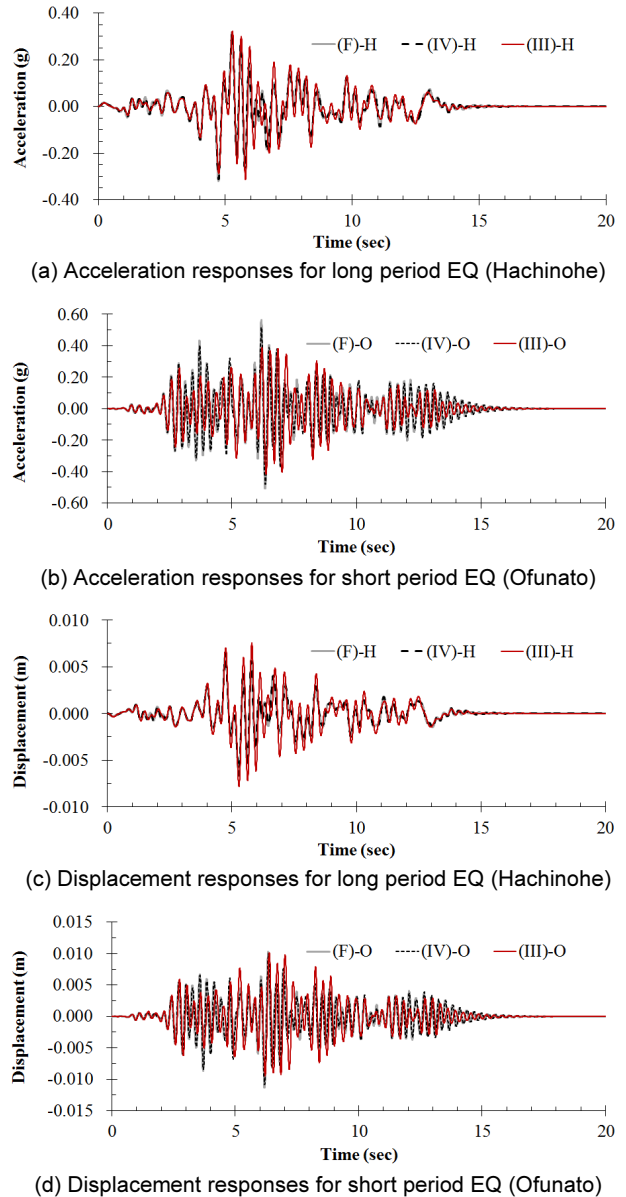 0.40
(F)-H (IV)-H (III)-H
0.20
0.00
-0.20
-0.40
Acceleration (g)
0 5 10 15 20
Time (sec)
(a) Acceleration responses for long period EQ (Hachinohe)
0.60
(F)-O (IV)-O (III)-O
0.40
0.20
0.00
-0.20
-0.40
-0.60
Acceleration (g)
0 5 10 15 20
Time (sec)
(b) Acceleration responses for short period EQ (Ofunato)
0.010
(F)-H (IV)-H (III)-H
0.005
0.000
-0.005
-0.010
Displacement (m)
0 5 10 15 20
Time (sec)
(c) Displacement responses for long period EQ (Hachinohe)
0.015
(F)-O (IV)-O (III)-O
0.010
0.005
0.000
-0.005
-0.010
-0.015
Displacement (m)
0 5 10 15 20
Time (sec)
(d) Displacement responses for short period EQ (Ofunato)